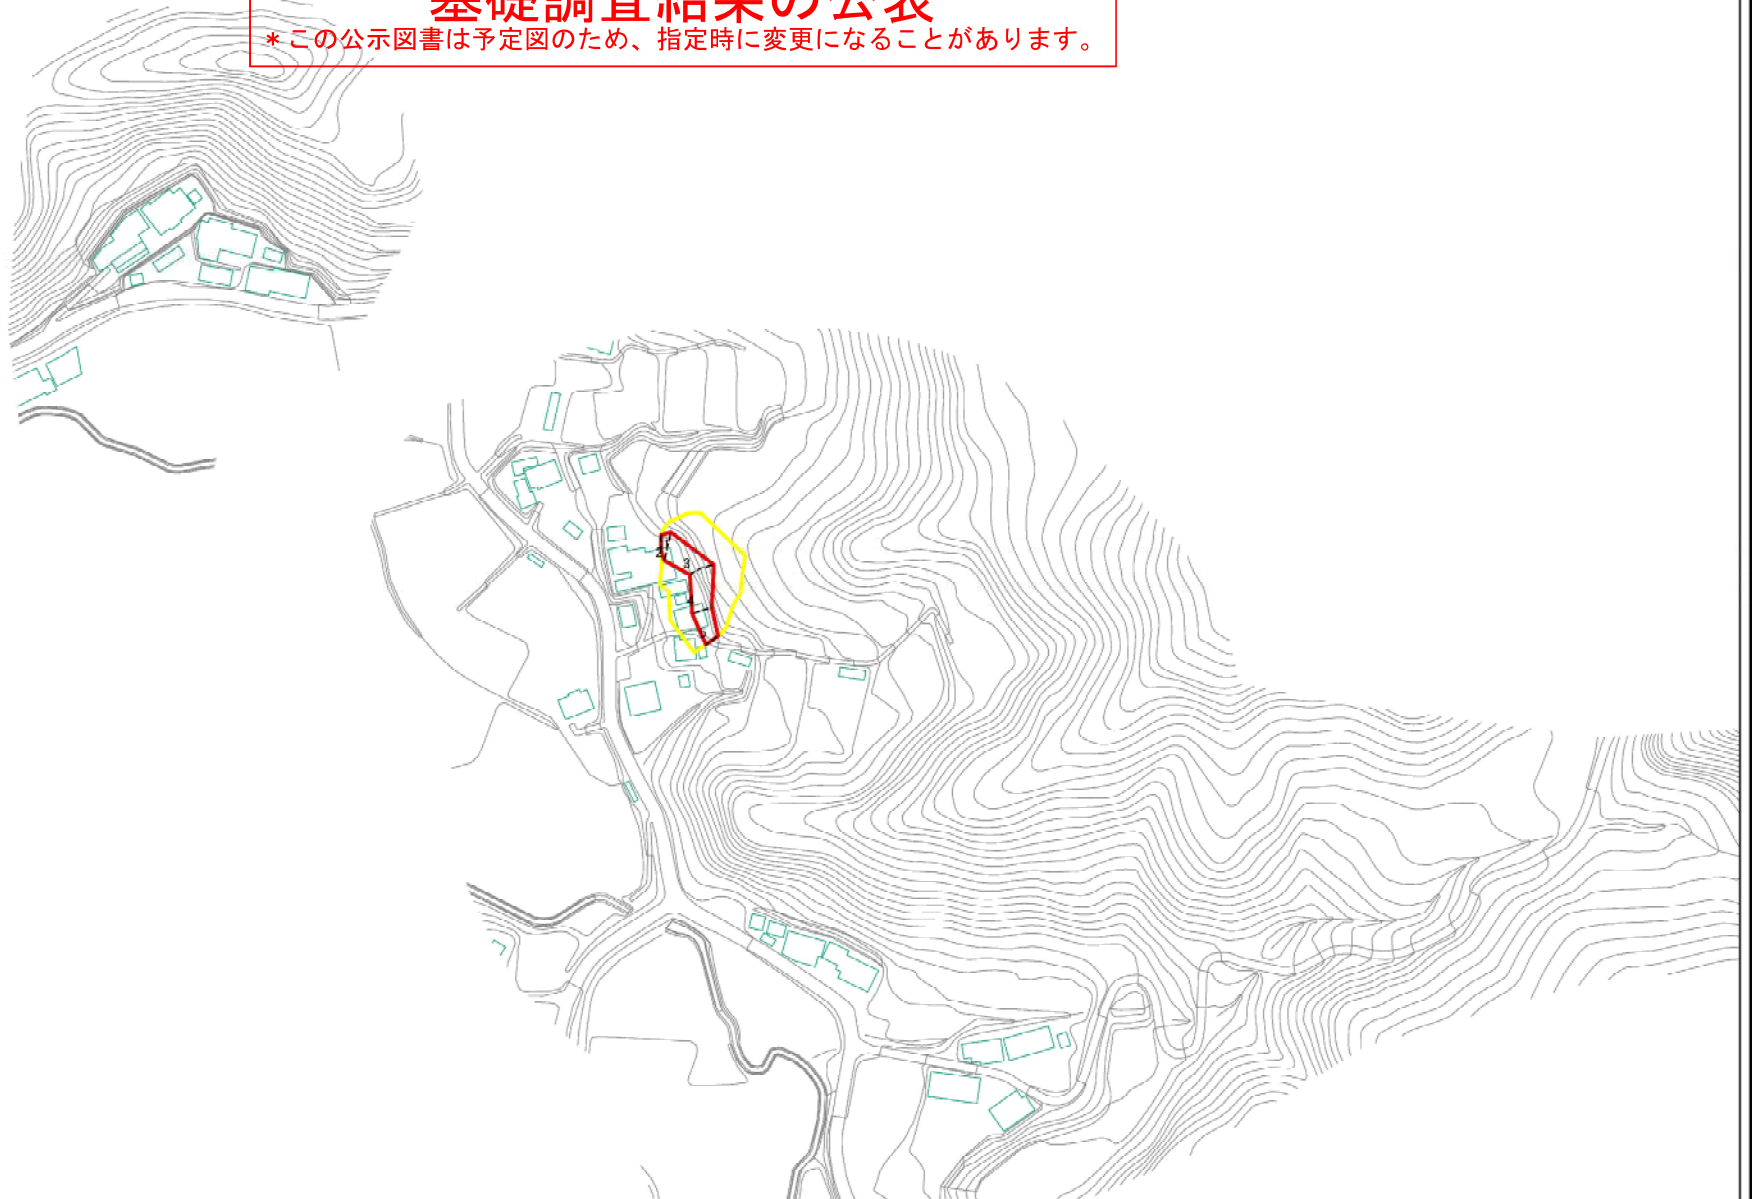 基礎調査結果の公表
＊この公示図書は予定図のため、指定時に変更になることがあります。
3